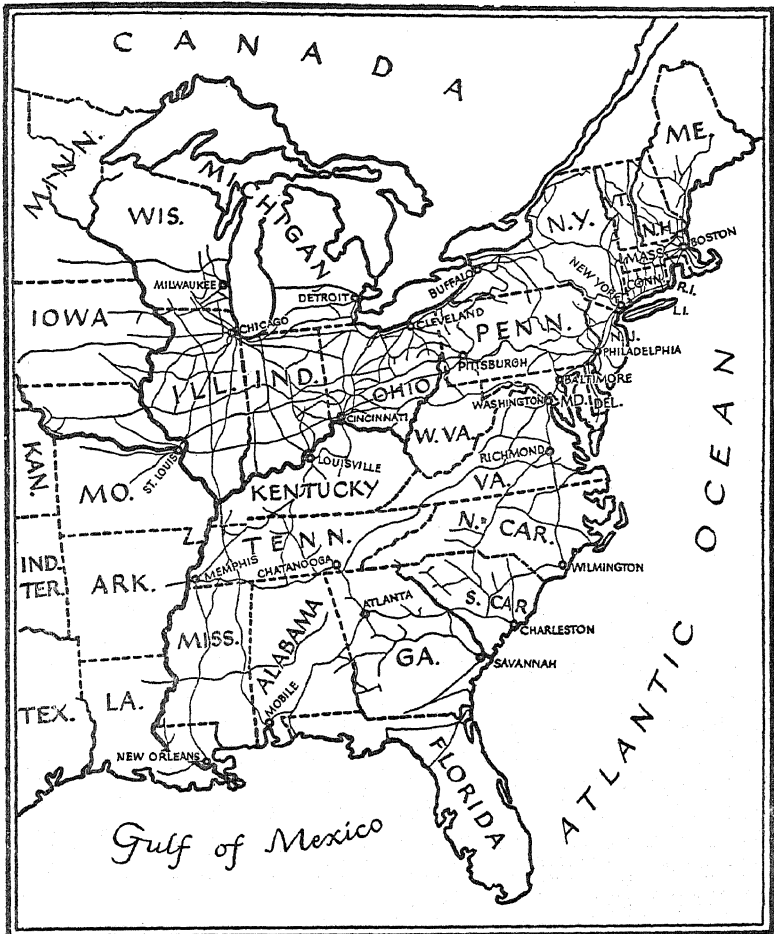 CANADA
MINN.
WIS.
MICHIGAN
ME.
N.Y.
N.H.
BOSTON
MASS
CONN.
R.I.
L.I.
NEW YORK
BUFFALO
MILWAUKEE
DETROIT
IOWA
CHICAGO
CLEVELAND
PENN.
N.J.
PHILADELPHIA
PITTSBURGH
ILL.
IND.
OHIO
BALTIMORE
WASHINGTON
MD.
DEL.
CINCINNATI
W.VA.
KAN.
MO.
ST. LOUIS
LOUISVILLE
RICHMOND
VA.
KENTUCKY
ATLANTIC OCEAN
IND.
TER.
ARK.
TENN.
N. CAR.
MEMPHIS
CHATANOOGA
WILMINGTON
MISS.
ALABAMA
ATLANTA
S. CAR.
CHARLESTON
GA.
SAVANNAH
TEX.
LA.
MOBILE
NEW ORLEANS
FLORIDA
Gulf of Mexico